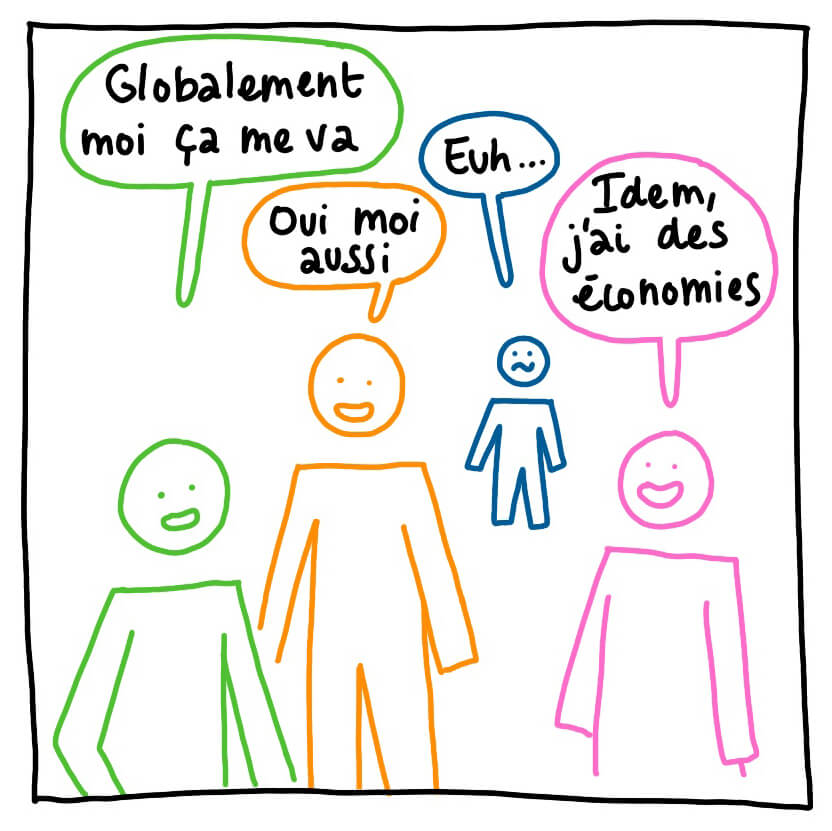 Globalement
moi ça me va
Oui moi
aussi
Euh...
Idem,
j'ai des
économies